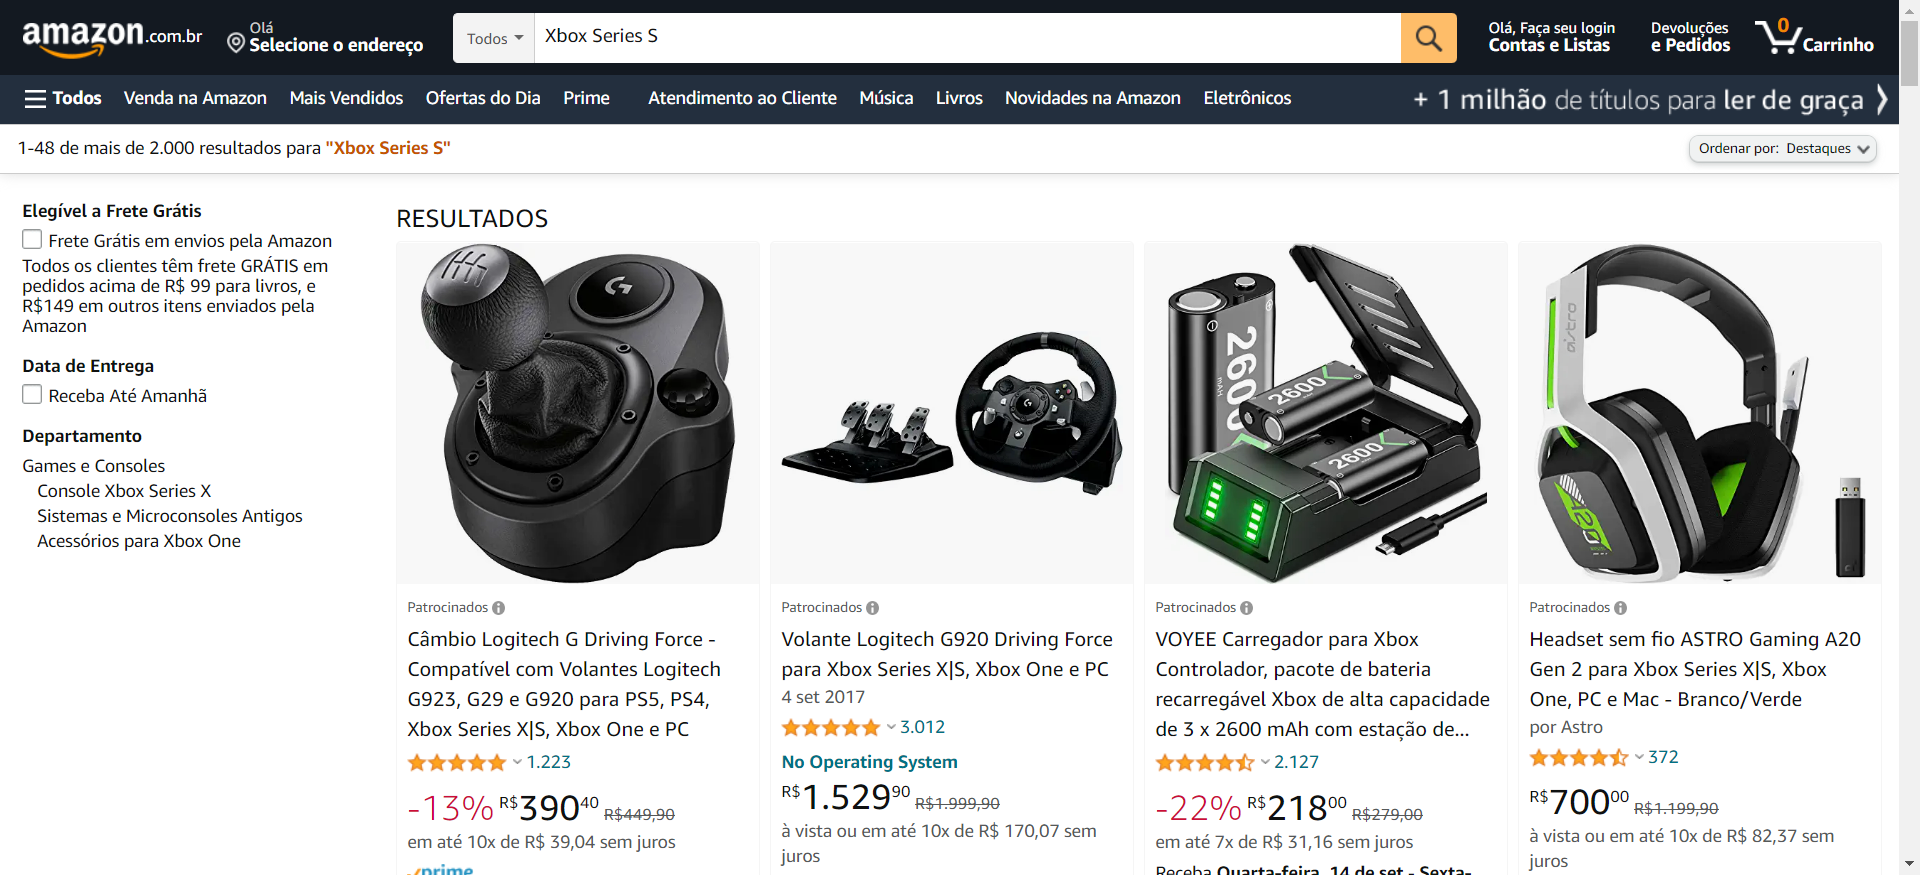 amazon.com.br
Olá
Selecione o endereço
Todos
Xbox Series S
Olá, Faça seu login
Contas e Listas
Devoluções
e Pedidos
0
Carrinho
Todos
Venda na Amazon
Mais Vendidos
Ofertas do Dia
Prime
Atendimento ao Cliente
Música
Livros
Novidades na Amazon
Eletrônicos
+ 1 milhão de títulos para ler de graça
1-48 de mais de 2.000 resultados para "Xbox Series S"
Ordenar por: Destaques
Elegível a Frete Grátis
Frete Grátis em envios pela Amazon
Todos os clientes têm frete GRÁTIS em
pedidos acima de R$ 99 para livros, e
R$149 em outros itens enviados pela
Amazon
Data de Entrega
Receba Até Amanhã
Departamento
Games e Consoles
Console Xbox Series X
Sistemas e Microconsoles Antigos
Acessórios para Xbox One
RESULTADOS
Patrocinados
Câmbio Logitech G Driving Force -
Compatível com Volantes Logitech
G923, G29 e G920 para PS5, PS4,
Xbox Series X|S, Xbox One e PC
1.223
-13% R$39040 R$449,90
em até 10x de R$ 39,04 sem juros
prime
Patrocinados
Volante Logitech G920 Driving Force
para Xbox Series X|S, Xbox One e PC
4 set 2017
3.012
No Operating System
R$1.52990 R$1.999,90
à vista ou em até 10x de R$ 170,07 sem
juros
2600
mAh
2600
2600
Patrocinados
VOYEE Carregador para Xbox
Controlador, pacote de bateria
recarregável Xbox de alta capacidade
de 3 x 2600 mAh com estação de...
2.127
-22% R$21800 R$279,00
em até 7x de R$ 31,16 sem juros
Receba Quarta-feira, 14 de set - Sexta-
astro
A20
Patrocinados
Headset sem fio ASTRO Gaming A20
Gen 2 para Xbox Series X|S, Xbox
One, PC e Mac - Branco/Verde
por Astro
372
R$70000 R$1.199,90
à vista ou em até 10x de R$ 82,37 sem
juros